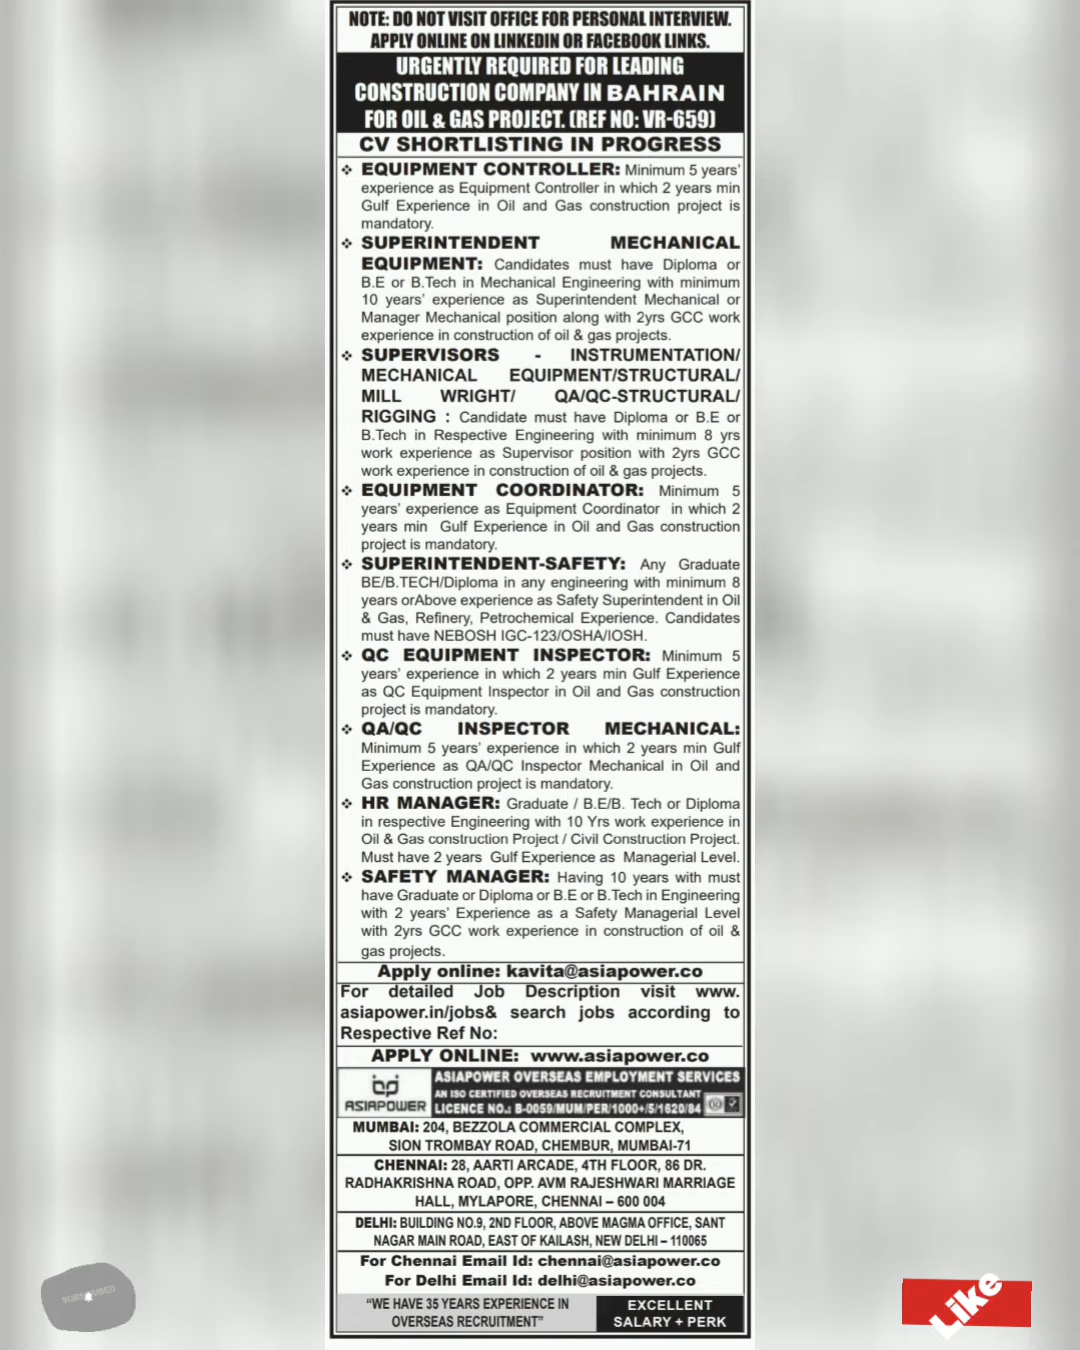 NOTE: DO NOT VISIT OFFICE FOR PERSONAL INTERVIEW.
APPLY ONLINE ON LINKEDIN OR FACEBOOK LINKS.
URGENTLY REQUIRED FOR LEADING
CONSTRUCTION COMPANY IN BAHRAIN
FOR OIL & GAS PROJECT. (REF NO: VR-659)
CV SHORTLISTING IN PROGRESS
❖ EQUIPMENT CONTROLLER: Minimum 5 years'
experience as Equipment Controller in which 2 years min
Gulf Experience in Oil and Gas construction project is
mandatory.
❖ SUPERINTENDENT MECHANICAL
EQUIPMENT: Candidates must have Diploma or
B.E or B.Tech in Mechanical Engineering with minimum
10 years' experience as Superintendent Mechanical or
Manager Mechanical position along with 2yrs GCC work
experience in construction of oil & gas projects.
❖ SUPERVISORS - INSTRUMENTATION/
MECHANICAL EQUIPMENT/STRUCTURAL/
MILL WRIGHT/ QA/QC-STRUCTURAL/
RIGGING : Candidate must have Diploma or B.E or
B.Tech in Respective Engineering with minimum 8 yrs
work experience as Supervisor position with 2yrs GCC
work experience in construction of oil & gas projects.
❖ EQUIPMENT COORDINATOR: Minimum 5
years' experience as Equipment Coordinator in which 2
years min Gulf Experience in Oil and Gas construction
project is mandatory.
❖ SUPERINTENDENT-SAFETY: Any Graduate
BE/B.TECH/Diploma in any engineering with minimum 8
years orAbove experience as Safety Superintendent in Oil
& Gas, Refinery, Petrochemical Experience. Candidates
must have NEBOSH IGC-123/OSHA/IOSH.
❖ QC EQUIPMENT INSPECTOR: Minimum 5
years' experience in which 2 years min Gulf Experience
as QC Equipment Inspector in Oil and Gas construction
project is mandatory.
❖ QA/QC INSPECTOR MECHANICAL:
Minimum 5 years' experience in which 2 years min Gulf
Experience as QA/QC Inspector Mechanical in Oil and
Gas construction project is mandatory.
❖ HR MANAGER: Graduate / B.E/B. Tech or Diploma
in respective Engineering with 10 Yrs work experience in
Oil & Gas construction Project / Civil Construction Project.
Must have 2 years Gulf Experience as Managerial Level.
❖ SAFETY MANAGER: Having 10 years with must
have Graduate or Diploma or B.E or B.Tech in Engineering
with 2 years' Experience as a Safety Managerial Level
with 2yrs GCC work experience in construction of oil &
gas projects.
Apply online: kavita@asiapower.co
For detailed Job Description visit www.
asiapower.in/jobs& search jobs according to
Respective Ref No:
APPLY ONLINE: www.asiapower.co
ASIAPOWER
ASIAPOWER OVERSEAS EMPLOYMENT SERVICES
AN ISO CERTIFIED OVERSEAS RECRUITMENT CONSULTANT
LICENCE NO.: B-0059/MUM/PER/1000+/5/1620/84
MUMBAI: 204, BEZZOLA COMMERCIAL COMPLEX,
SION TROMBAY ROAD, CHEMBUR, MUMBAI-71
CHENNAI: 28, AARTI ARCADE, 4TH FLOOR, 86 DR.
RADHAKRISHNA ROAD, OPP. AVM RAJESHWARI MARRIAGE
HALL, MYLAPORE, CHENNAI – 600 004
DELHI: BUILDING NO.9, 2ND FLOOR, ABOVE MAGMA OFFICE, SANT
NAGAR MAIN ROAD, EAST OF KAILASH, NEW DELHI – 110065
For Chennai Email Id: chennai@asiapower.co
For Delhi Email Id: delhi@asiapower.co
"WE HAVE 35 YEARS EXPERIENCE IN
OVERSEAS RECRUITMENT"
EXCELLENT
SALARY + PERK
Like